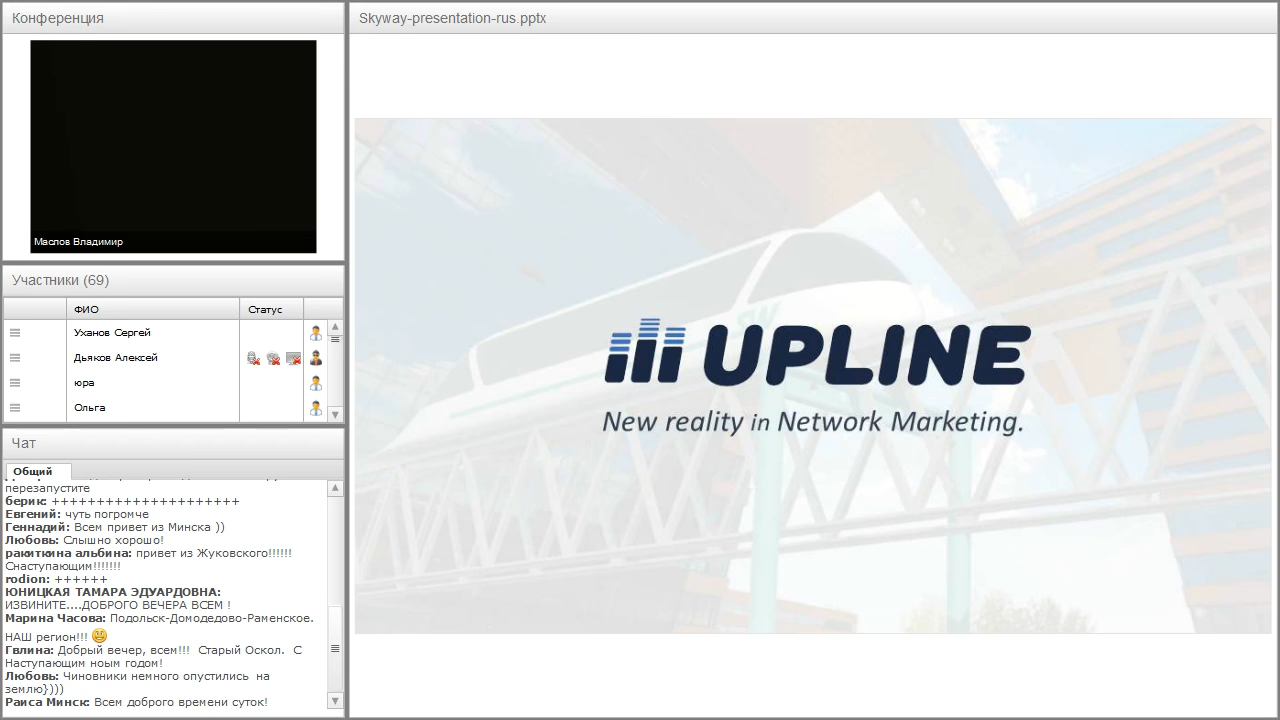 Конференция
Маслов Владимир
Участники (69)
ФИО
Статус
Уханов Сергей
Дьяков Алексей
юра
Ольга
Чат
Общий
перезапустите
берик: +++++++++++++++++++++
Евгений: чуть погромче
Геннадий: Всем привет из Минска ))
Любовь: Слышно хорошо!
ракиткина альбина: привет из Жуковского!!!!!!
Снаступающим!!!!!!!
rodion: ++++++
ЮНИЦКАЯ ТАМАРА ЭДУАРДОВНА:
ИЗВИНИТЕ....ДОБРОГО ВЕЧЕРА ВСЕМ !
Марина Часова: Подольск-Домодедово-Раменское.
НАШ регион!!!
Гвлина: Добрый вечер, всем!!! Старый Оскол. С
Наступающим ноым годом!
Любовь: Чиновники немного опустились на
землю}))))
Раиса Минск: Всем доброго времени суток!
Skyway-presentation-rus.pptx
UPLINE
New reality in Network Marketing.